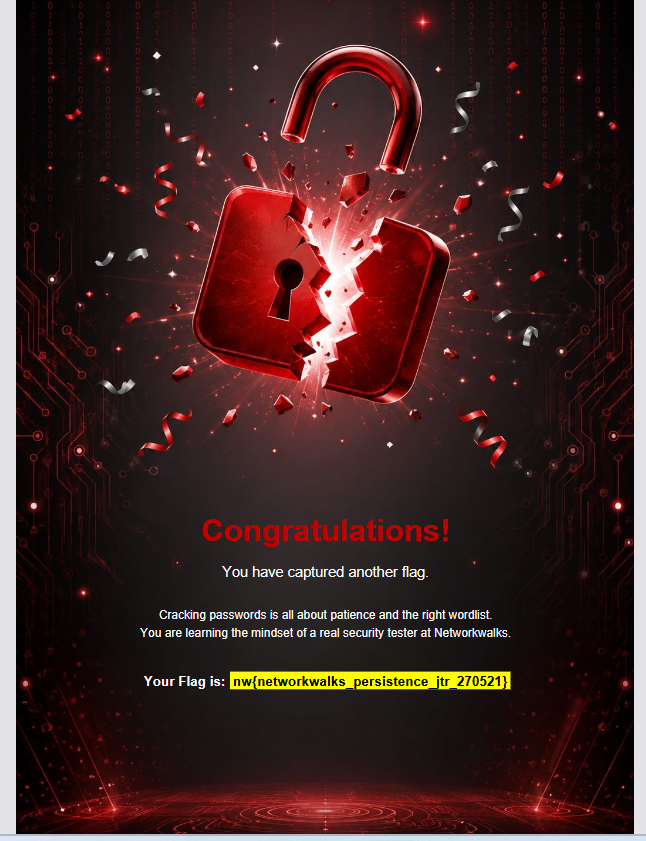 Congratulations!
You have captured another flag.
Cracking passwords is all about patience and the right wordlist.
You are learning the mindset of a real security tester at Networkwalks.
Your Flag is: nw{networkwalks_persistence_jtr_270521}